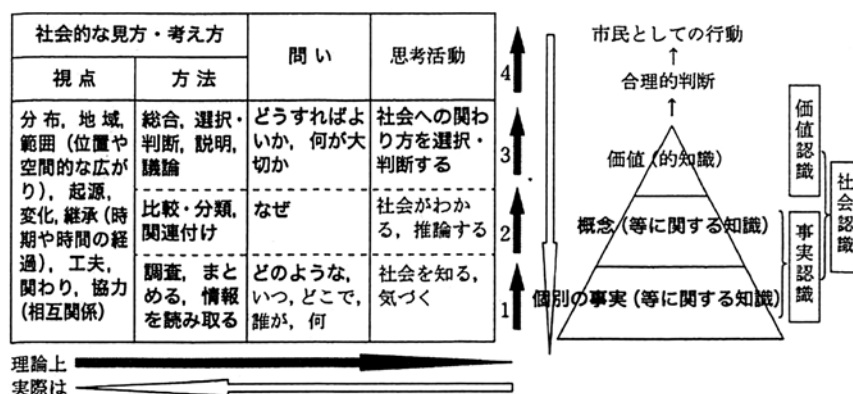 社会的な見方・考え方
視点
方法
問い
思考活動
分布,地域,
範囲(位置や
空間的な広が
り),起源,
変化,継承(時
期や時間の経
過),工夫,
関わり,協力
(相互関係)
総合,選択・
判断,説明,
議論
どうすればよ
いか,何が大
切か
社会への関わ
り方を選択・
判断する
比較・分類,
関連付け
なぜ
社会がわか
る,推論する
調査,まと
める,情報
を読み取る
どのような,
いつ,どこで,
誰が,何
社会を知る,
気づく
4
3
2
1
理論上
実際は
市民としての行動
合理的判断
価値(的知識)
概念(等に関する知識)
個別の事実(等に関する知識)
価値認識
事実認識
社会認識